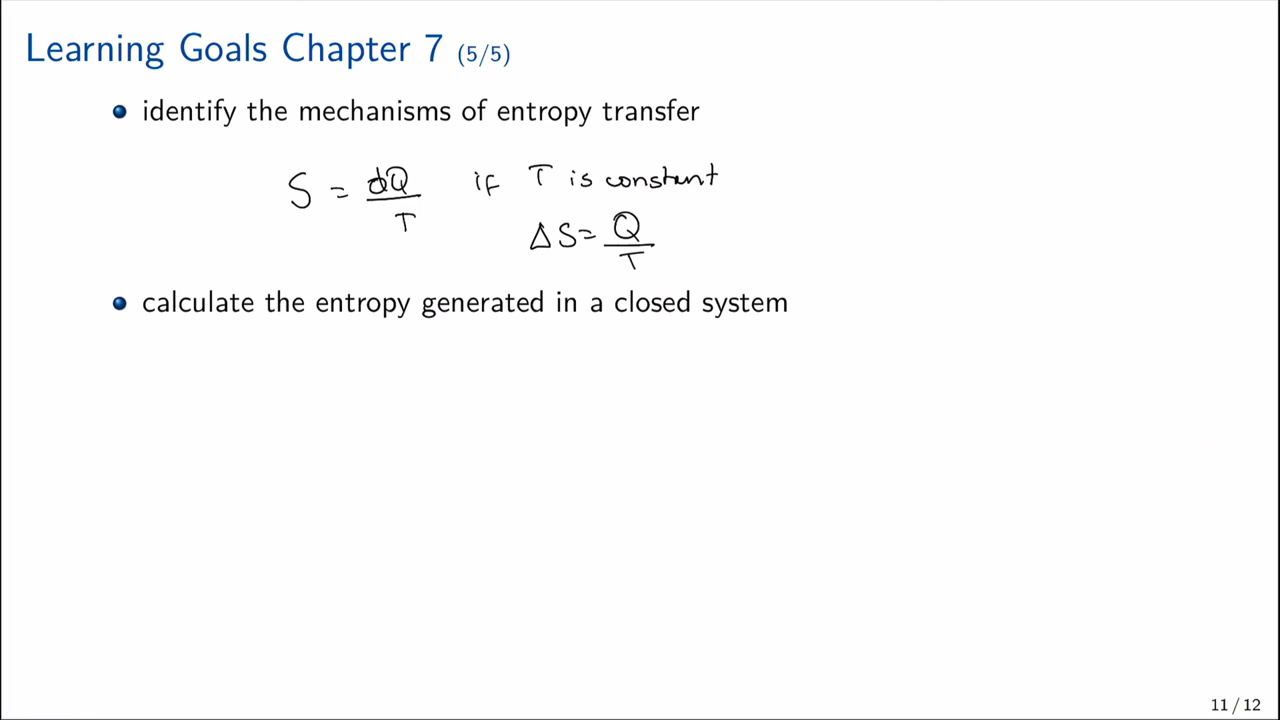 Learning Goals Chapter 7 (5/5)
identify the mechanisms of entropy transfer
S = đQ/T if T is constant
ΔS = Q/T
calculate the entropy generated in a closed system
11 / 12